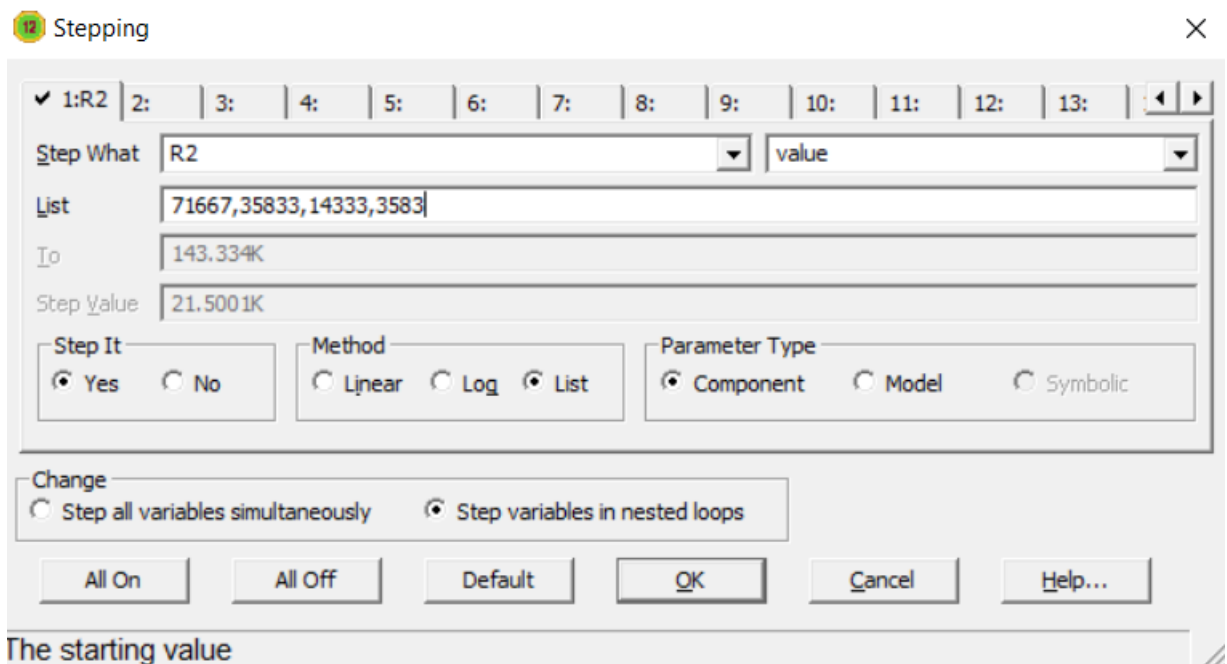 12 Stepping
1:R2 2: 3: 4: 5: 6: 7: 8: 9: 10: 11: 12: 13:
Step What R2 value
List 71667,35833,14333,3583
To 143.334K
Step Value 21.5001K
Step It Method Parameter Type
Yes No Linear Log List Component Model Symbolic
Change
Step all variables simultaneously Step variables in nested loops
All On All Off Default OK Cancel Help...
The starting value